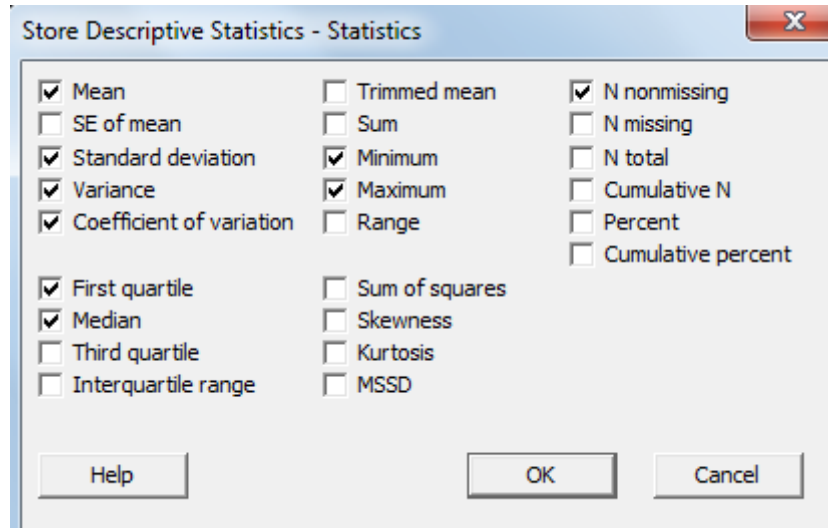 Store Descriptive Statistics - Statistics
Mean
SE of mean
Standard deviation
Variance
Coefficient of variation
First quartile
Median
Third quartile
Interquartile range
Trimmed mean
Sum
Minimum
Maximum
Range
Sum of squares
Skewness
Kurtosis
MSSD
N nonmissing
N missing
N total
Cumulative N
Percent
Cumulative percent
Help
OK
Cancel